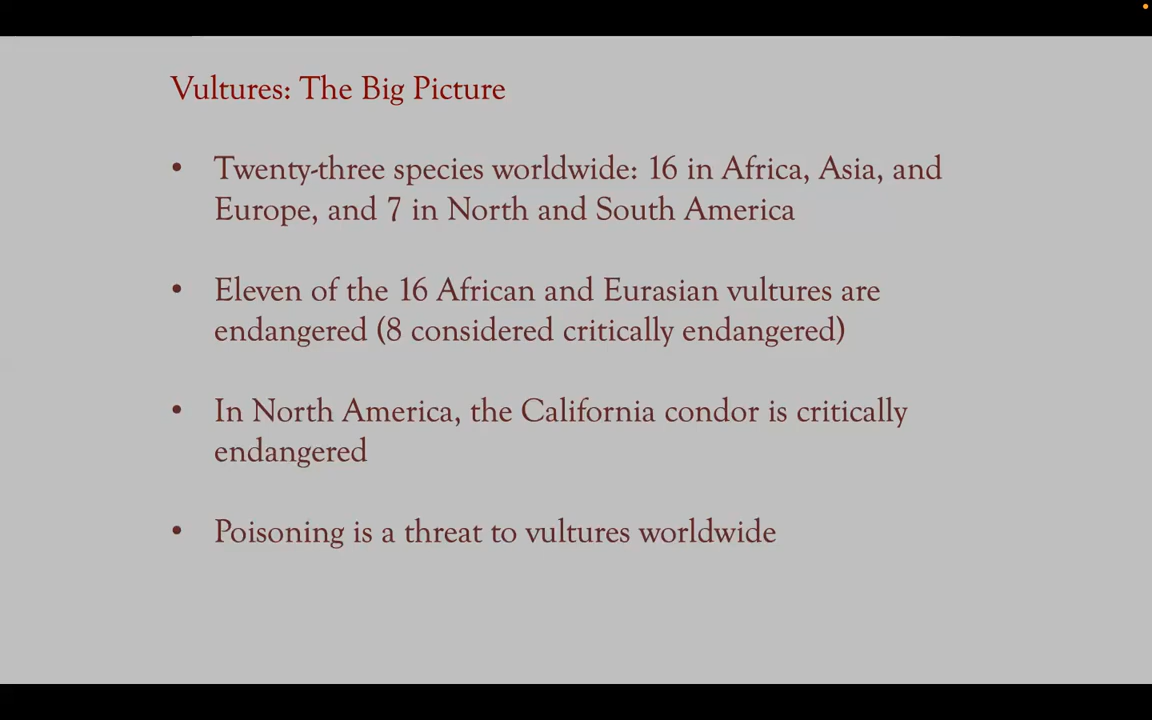 Vultures: The Big Picture
• Twenty-three species worldwide: 16 in Africa, Asia, and
Europe, and 7 in North and South America
• Eleven of the 16 African and Eurasian vultures are
endangered (8 considered critically endangered)
• In North America, the California condor is critically
endangered
• Poisoning is a threat to vultures worldwide